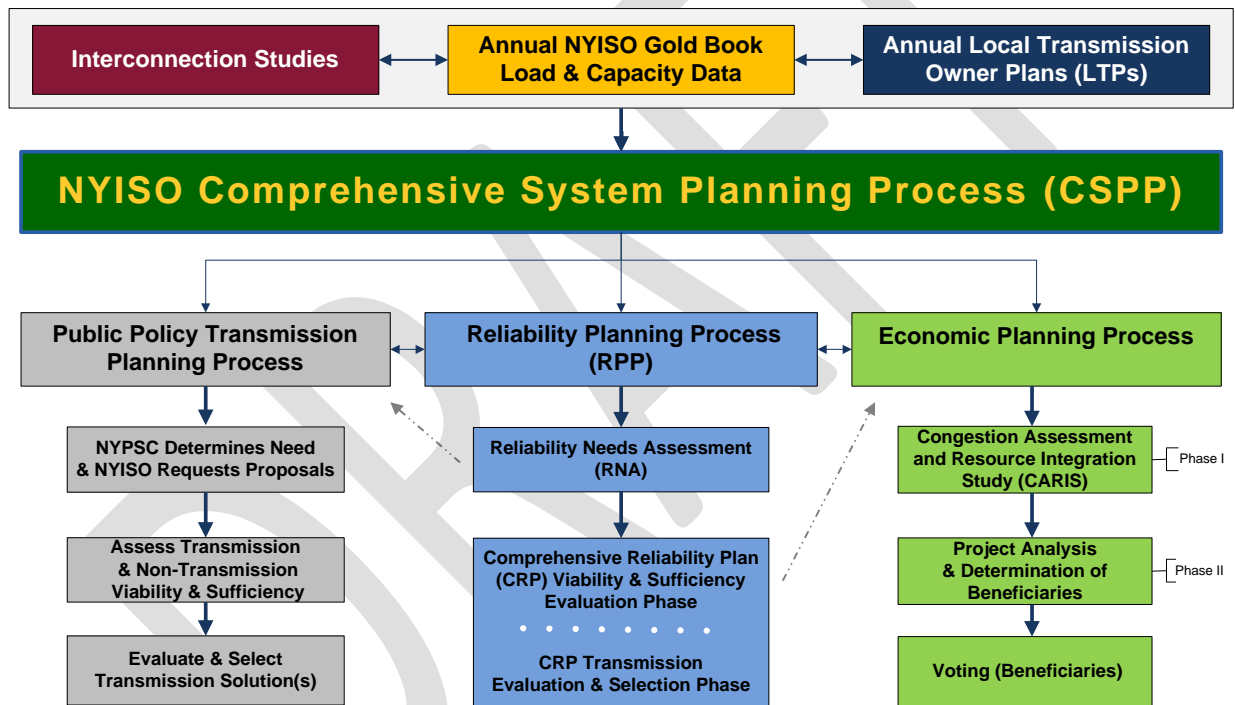 Interconnection Studies
Annual NYISO Gold Book
Load & Capacity Data
Annual Local Transmission
Owner Plans (LTPs)
NYISO Comprehensive System Planning Process (CSPP)
Public Policy Transmission
Planning Process
Reliability Planning Process
(RPP)
Economic Planning Process
NYPSC Determines Need
& NYISO Requests Proposals
Reliability Needs Assessment
(RNA)
Congestion Assessment
and Resource Integration
Study (CARIS)
Phase I
Assess Transmission
& Non-Transmission
Viability & Sufficiency
Comprehensive Reliability Plan
(CRP) Viability & Sufficiency
Evaluation Phase
CRP Transmission
Evaluation & Selection Phase
Project Analysis
& Determination of
Beneficiaries
Phase II
Evaluate & Select
Transmission Solution(s)
Voting (Beneficiaries)
DRAFT